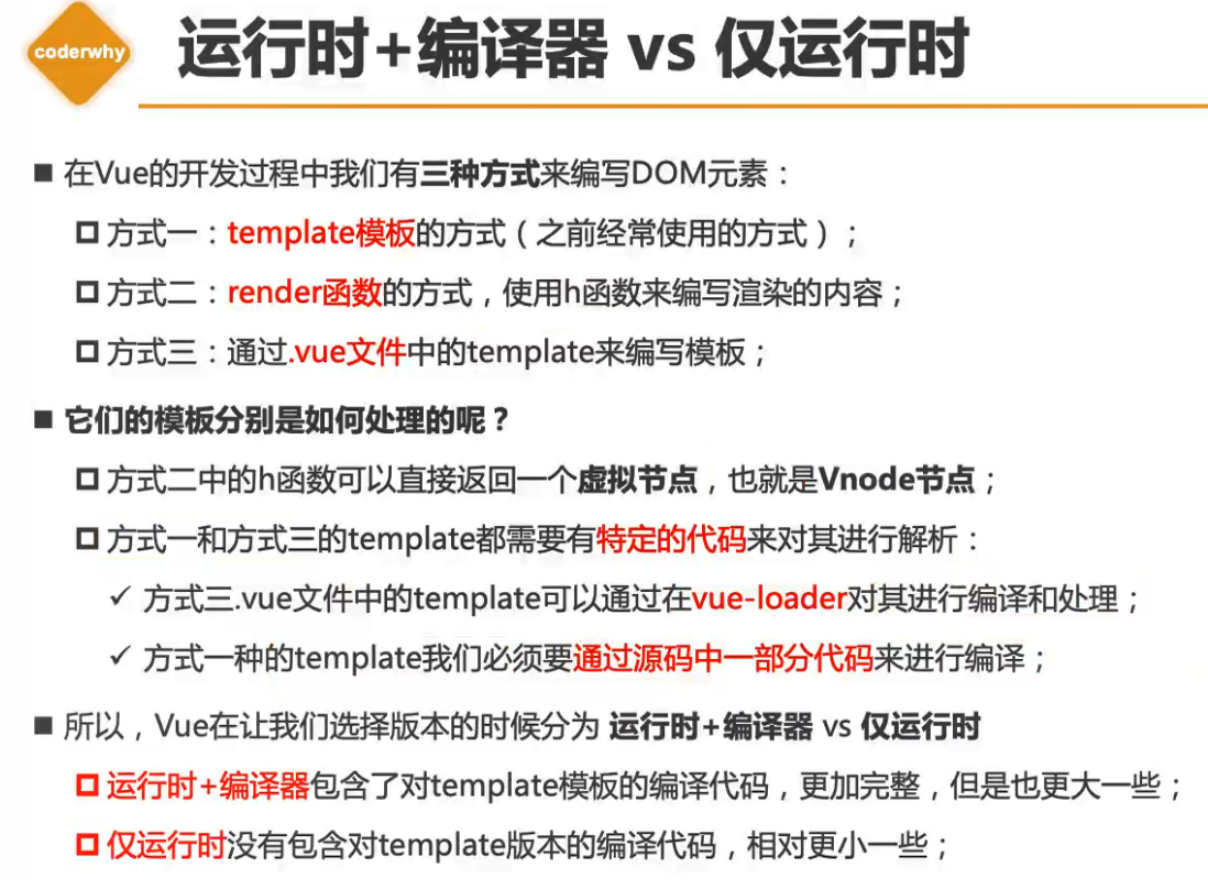 coderwhy
运行时+编译器 vs 仅运行时
在Vue的开发过程中我们有三种方式来编写DOM元素：
方式一：template模板的方式（之前经常使用的方式）；
方式二：render函数的方式，使用h函数来编写渲染的内容；
方式三：通过.vue文件中的template来编写模板；
它们的模板分别是如何处理的呢？
方式二中的h函数可以直接返回一个虚拟节点，也就是Vnode节点；
方式一和方式三的template都需要有特定的代码来对其进行解析：
方式三.vue文件中的template可以通过在vue-loader对其进行编译和处理；
方式一种的template我们必须要通过源码中一部分代码来进行编译；
所以，Vue在让我们选择版本的时候分为 运行时+编译器 vs 仅运行时
运行时+编译器包含了对template模板的编译代码，更加完整，但是也更大一些；
仅运行时没有包含对template版本的编译代码，相对更小一些；